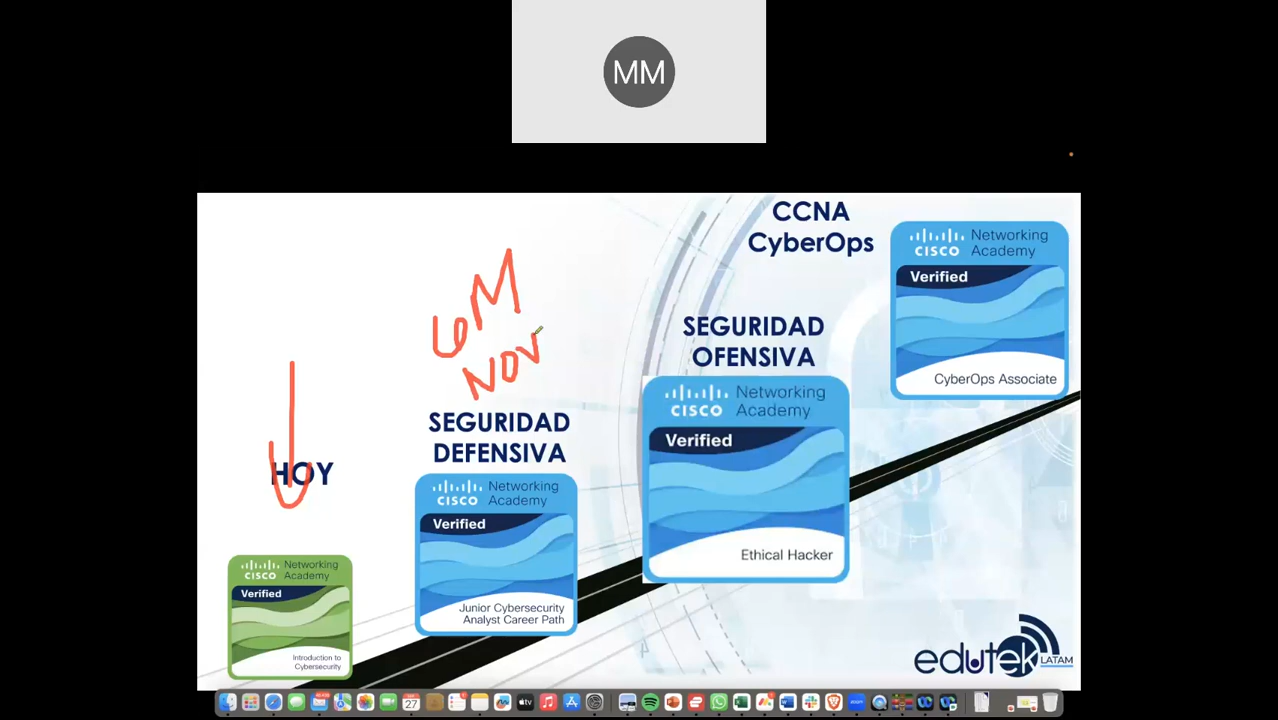 MM
CCNA
CyberOps
CISCO Networking
Academy
Verified
CyberOps Associate
SEGURIDAD
OFENSIVA
CISCO Networking
Academy
Verified
Ethical Hacker
NOV
SEGURIDAD
DEFENSIVA
CISCO Networking
Academy
Verified
Junior Cybersecurity
Analyst Career Path
HOY
CISCO Networking
Academy
Verified
Introduction to
Cybersecurity
edutek LATAM
27